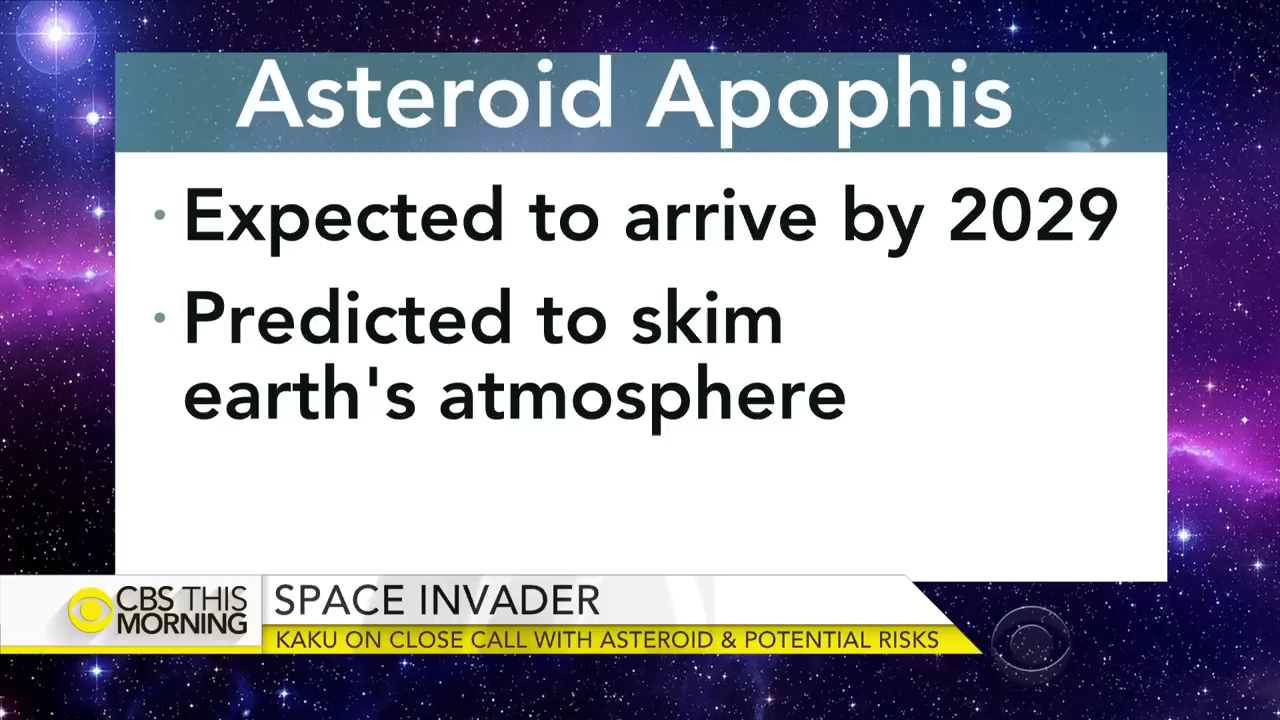 Asteroid Apophis
· Expected to arrive by 2029
· Predicted to skim
earth's atmosphere
CBS THIS
MORNING
SPACE INVADER
KAKU ON CLOSE CALL WITH ASTEROID & POTENTIAL RISKS